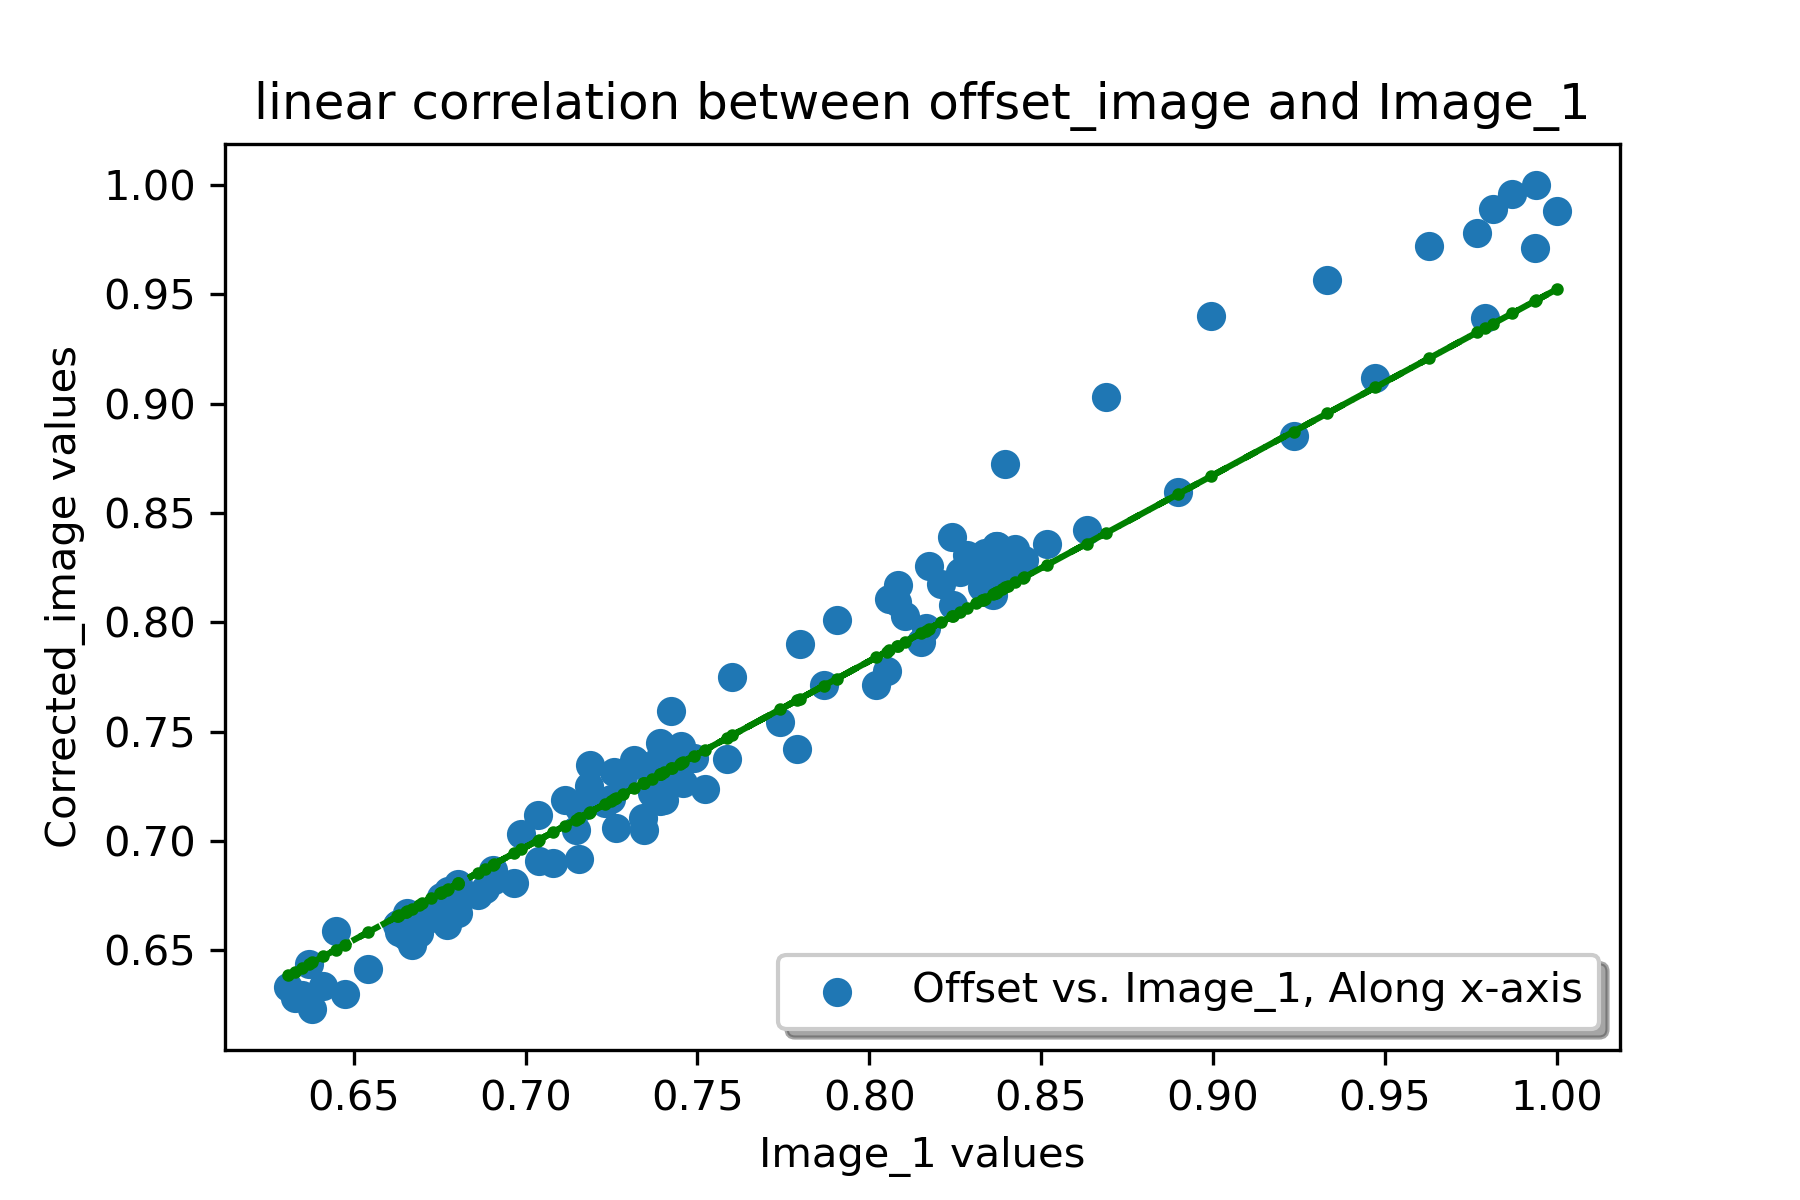 linear correlation between offset_image and Image_1
Corrected_image values
1.00
0.95
0.90
0.85
0.80
0.75
0.70
0.65
Offset vs. Image_1, Along x-axis
0.65 0.70 0.75 0.80 0.85 0.90 0.95 1.00
Image_1 values